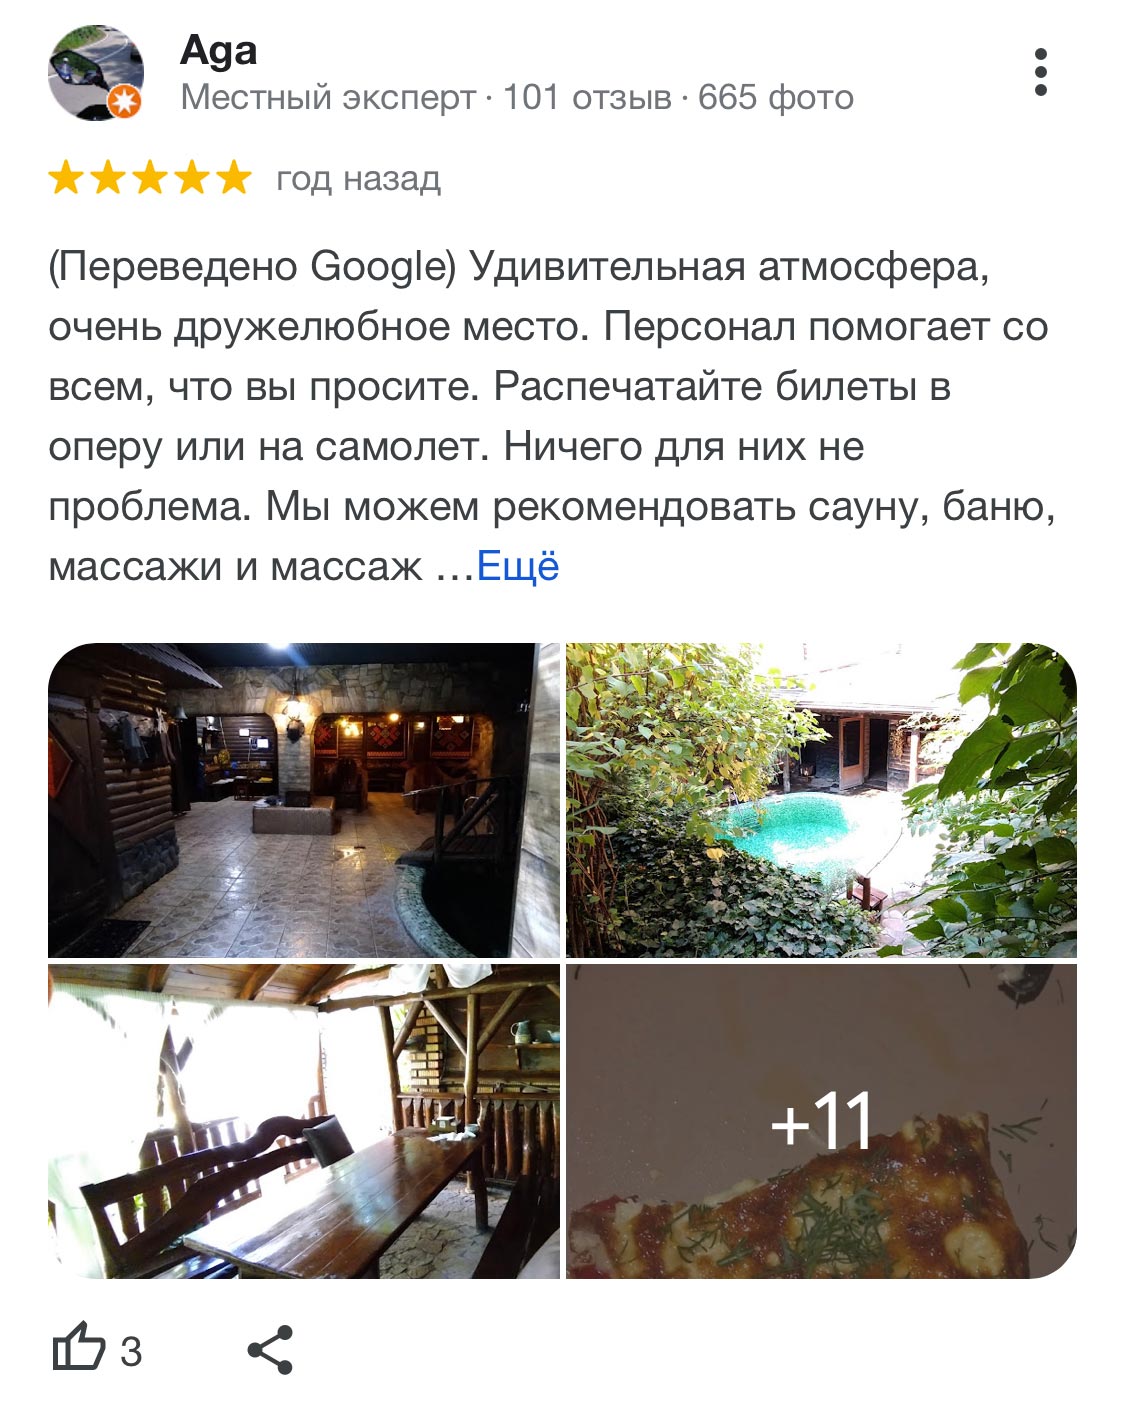 Aga
Местный эксперт · 101 отзыв · 665 фото
год назад
(Переведено Google) Удивительная атмосфера,
очень дружелюбное место. Персонал помогает со
всем, что вы просите. Распечатайте билеты в
оперу или на самолет. Ничего для них не
проблема. Мы можем рекомендовать сауну, баню,
массажи и массаж …Ещё
+11
3